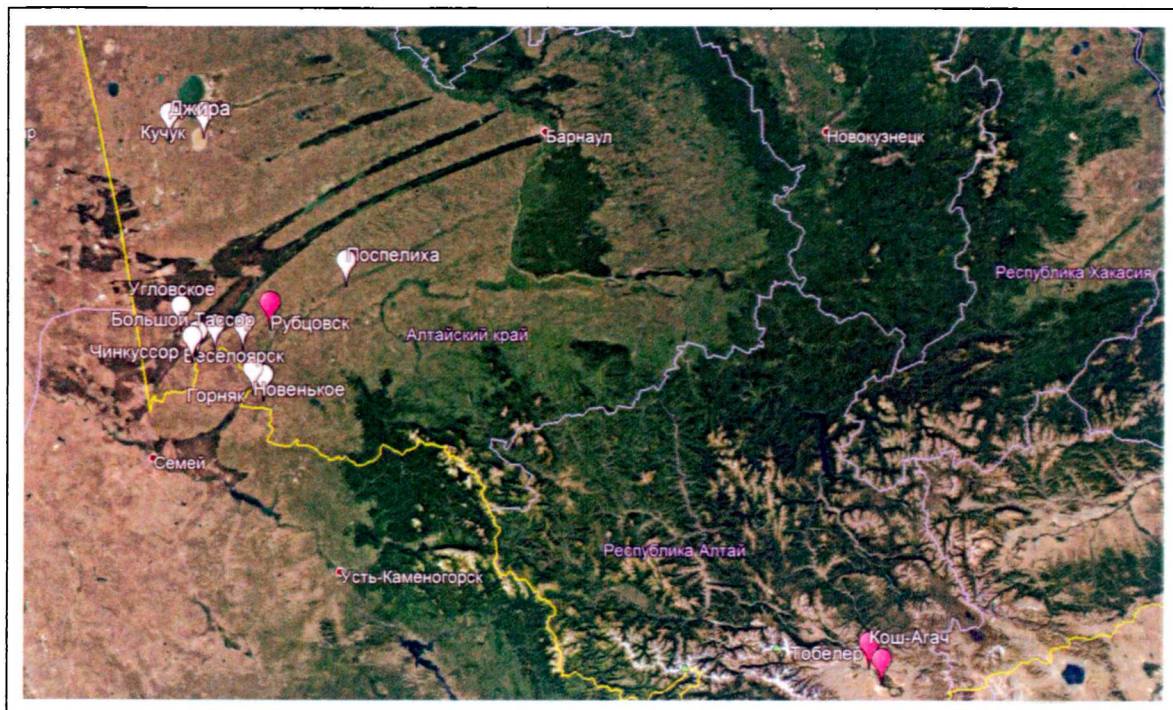 Джира
Кучук
р
Барнаул
Новокузнецк
Поспелиха
Республика Хакасия
Угловское
Большой Тассор
Рубцовск
Алтайский край
Чинкуссор
Веселоярск
Горняк
Новенькое
Семей
Республика Алтай
Усть-Каменогорск
Кош-Агач
Тобелер